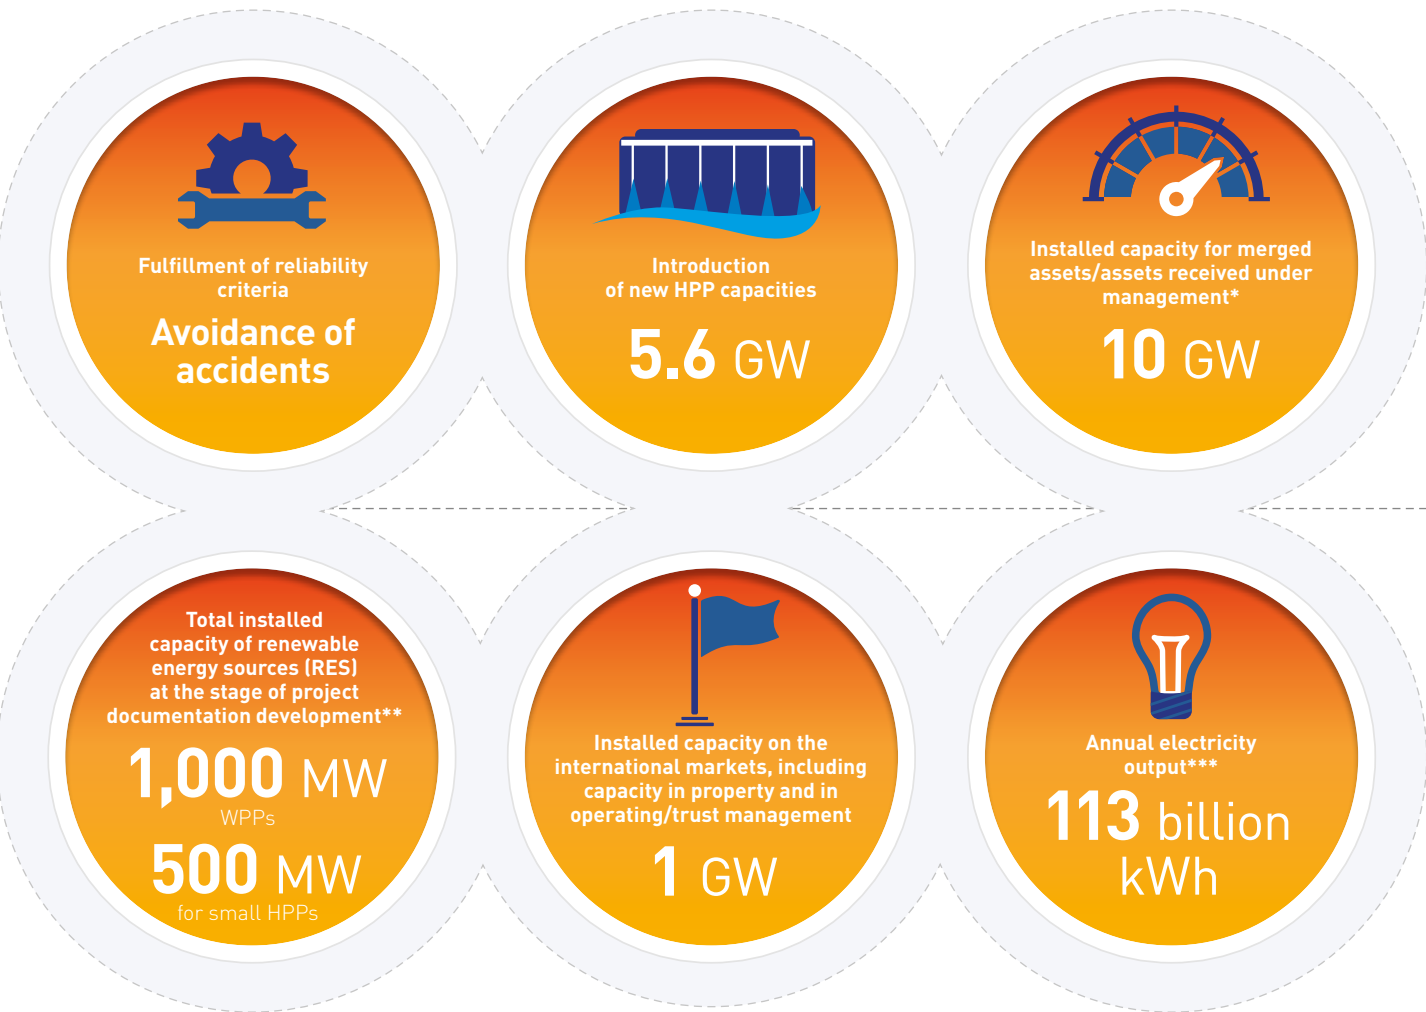 Fulfillment of reliability
criteria
Avoidance of
accidents
Introduction
of new HPP capacities
5.6 GW
Installed capacity for merged
assets/assets received under
management*
10 GW
Total installed
capacity of renewable
energy sources (RES)
at the stage of project
documentation development**
1,000 MW
WPPs
500 MW
for small HPPs
Installed capacity on the
international markets, including
capacity in property and in
operating/trust management
1 GW
Annual electricity
output***
113 billion
kWh